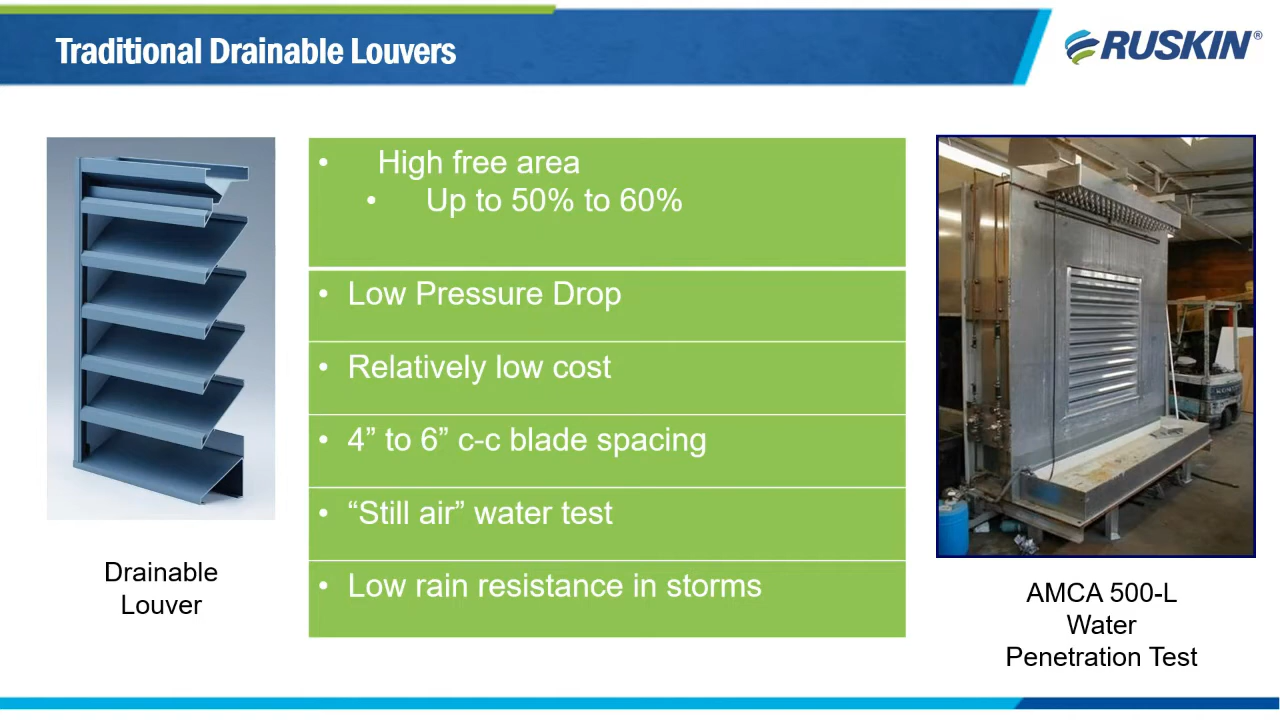 Traditional Drainable Louvers
RUSKIN®
• High free area
• Up to 50% to 60%
• Low Pressure Drop
• Relatively low cost
• 4” to 6” c-c blade spacing
• “Still air” water test
• Low rain resistance in storms
Drainable
Louver
AMCA 500-L
Water
Penetration Test